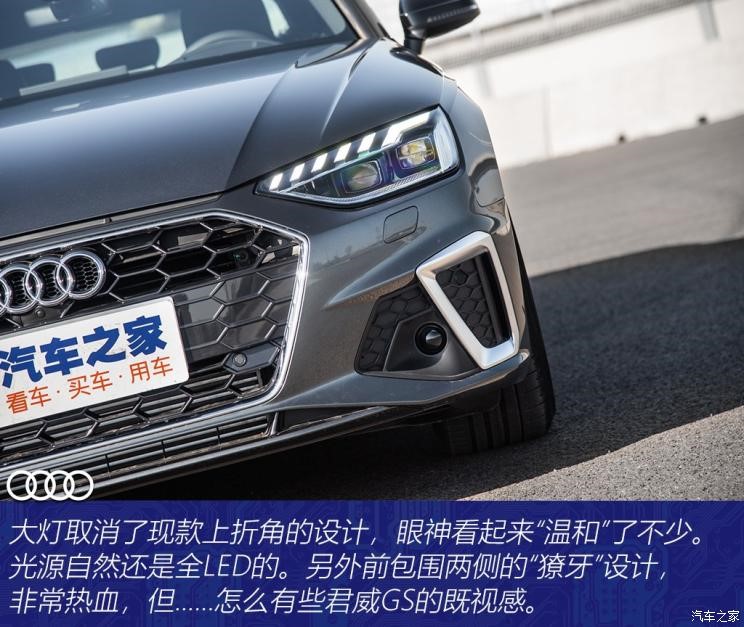 汽车之家
看车·买车·用车
大灯取消了现款上折角的设计，眼神看起来“温和”了不少。
光源自然还是全LED的。另外前包围两侧的“獠牙”设计，
非常热血，但......怎么有些君威GS的既视感。
汽车之家